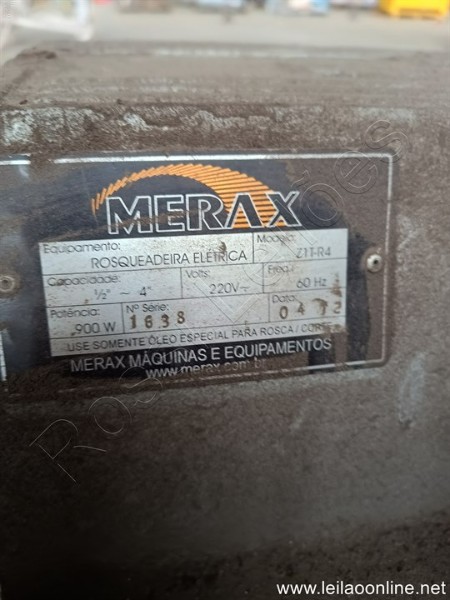 MERAX
Equipamento: ROSQUEADEIRA ELÉTRICA Modelo: Z1T-R4
Capacidade: ½" ~ 4" Volts: 220V~ Freq.: 60 Hz
Potência: 900 W Nº Série: 1638 Data: 04 12
USE SOMENTE ÓLEO ESPECIAL PARA ROSCA / CORTE
MERAX MÁQUINAS E EQUIPAMENTOS
www.merax.com.br
www.leilaoonline.net